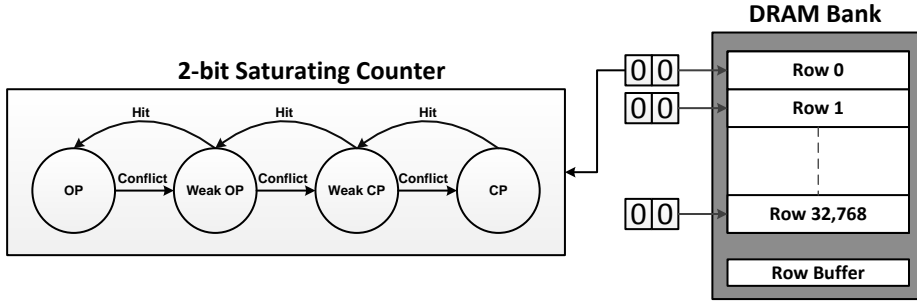 DRAM Bank
2-bit Saturating Counter
0 0
Row 0
0 0
Row 1
Hit
Hit
Hit
OP
Conflict
Weak OP
Conflict
Weak CP
Conflict
CP
0 0
Row 32,768
Row Buffer